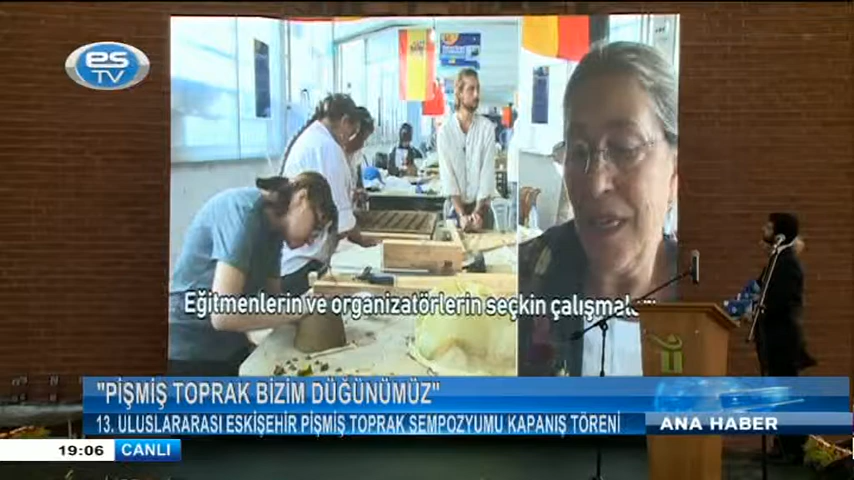 es
TV
Eğitmenlerin ve organizatörlerin seçkin
"PİŞMİŞ TOPRAK BİZİM DÜĞÜNÜMÜZ"
13. ULUSLARARASI ESKİŞEHİR PİŞMİŞ TOPRAK SEMPOZYUMU KAPANIŞ TÖRENİ
ANA HABER
19:06 CANLI